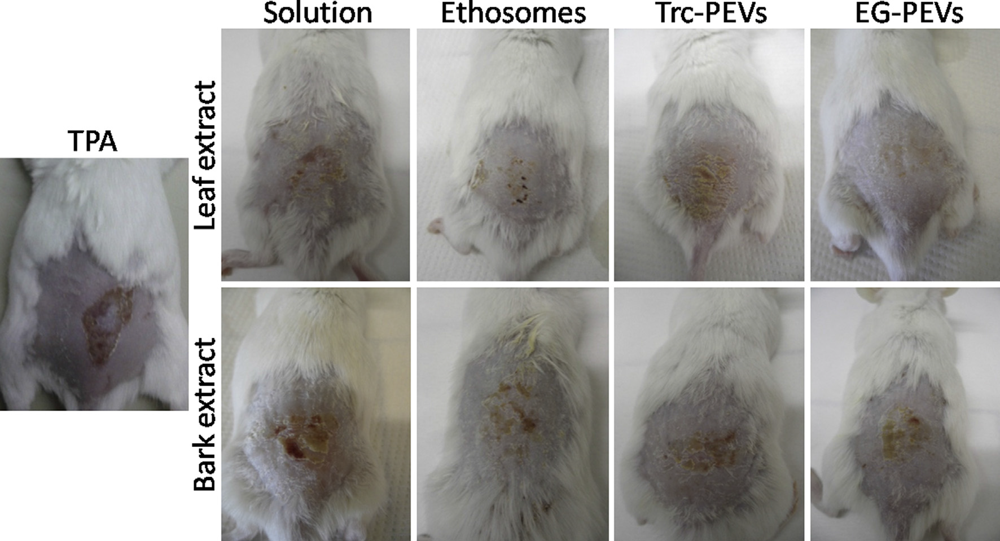 Solution
Ethosomes
Trc-PEVs
EG-PEVs
TPA
Leaf extract
Bark extract